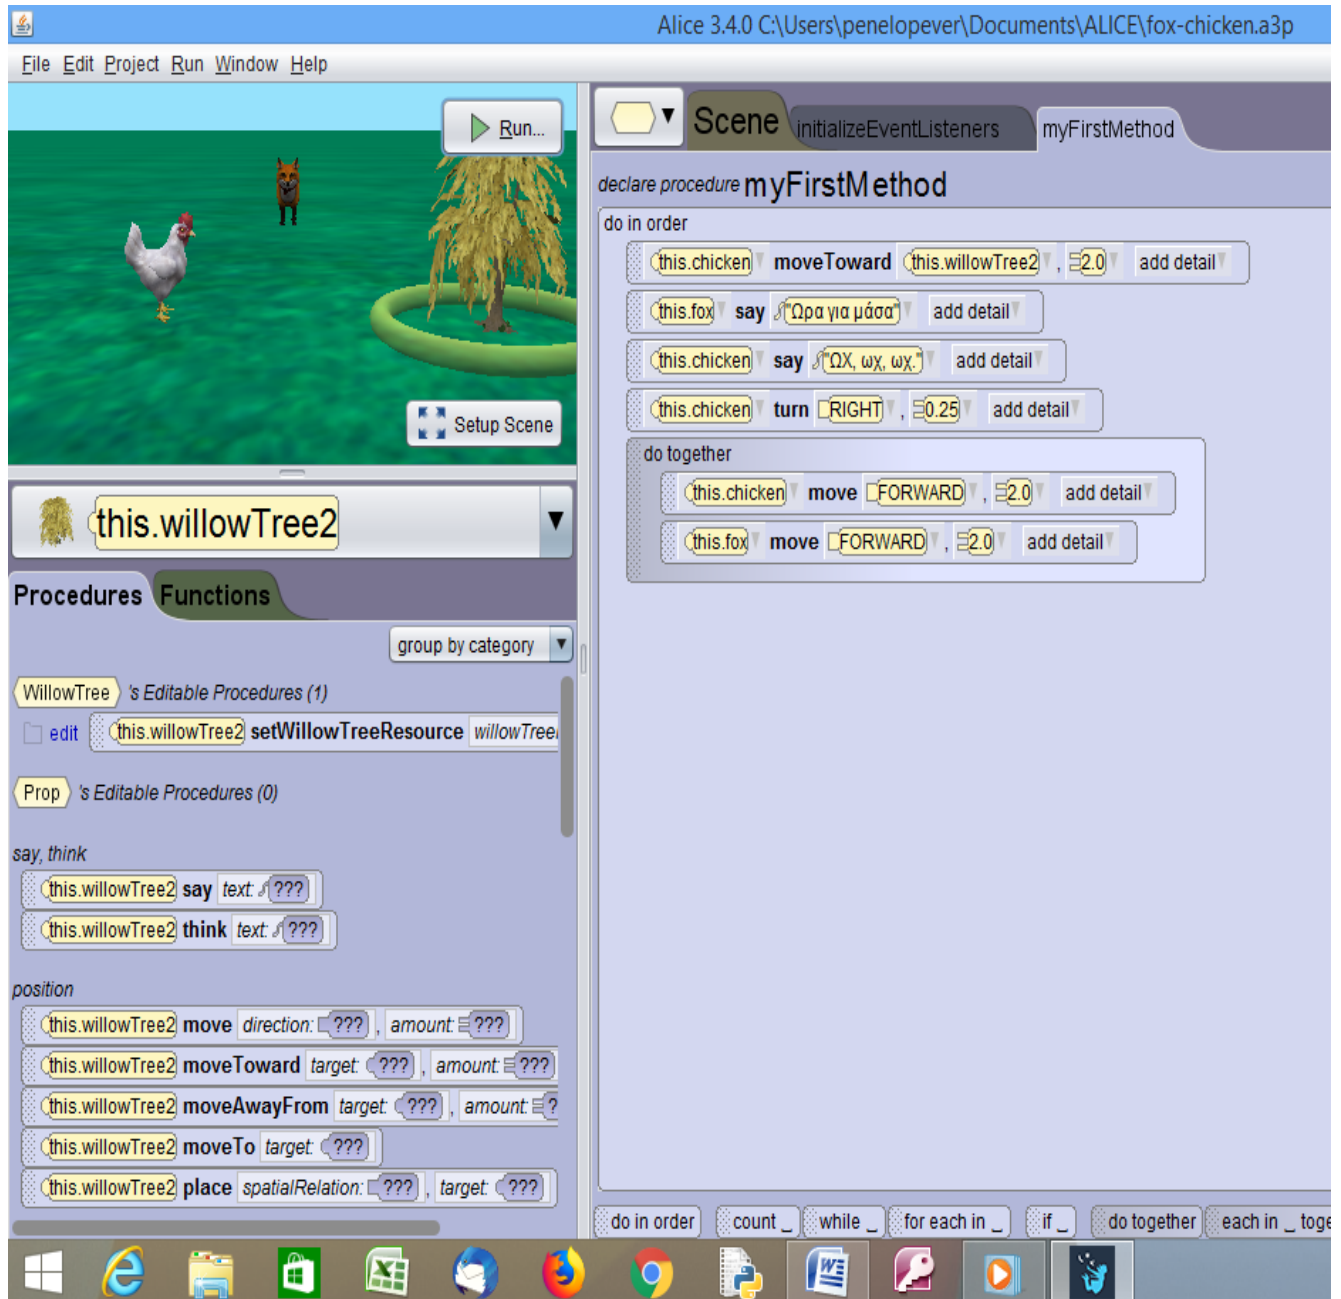 Alice 3.4.0 C:\Users\penelopever\Documents\ALICE\fox-chicken.a3p
File Edit Project Run Window Help
Run...
Setup Scene
this.willowTree2
Procedures Functions
group by category
WillowTree 's Editable Procedures (1)
edit this.willowTree2 setWillowTreeResource willowTree
Prop 's Editable Procedures (0)
say, think
this.willowTree2 say text: ???
this.willowTree2 think text: ???
position
this.willowTree2 move direction: ??? , amount: ???
this.willowTree2 moveToward target: ??? , amount: ???
this.willowTree2 moveAwayFrom target: ??? , amount: ?
this.willowTree2 moveTo target: ???
this.willowTree2 place spatialRelation: ??? , target: ???
Scene initializeEventListeners myFirstMethod
declare procedure myFirstMethod
do in order
this.chicken moveToward this.willowTree2 , 2.0 add detail
this.fox say "Ωρα για μάσα" add detail
this.chicken say "ΩΧ, ωχ, ωχ." add detail
this.chicken turn RIGHT , 0.25 add detail
do together
this.chicken move FORWARD , 2.0 add detail
this.fox move FORWARD , 2.0 add detail
do in order count _ while _ for each in _ if _ do together each in _ toge